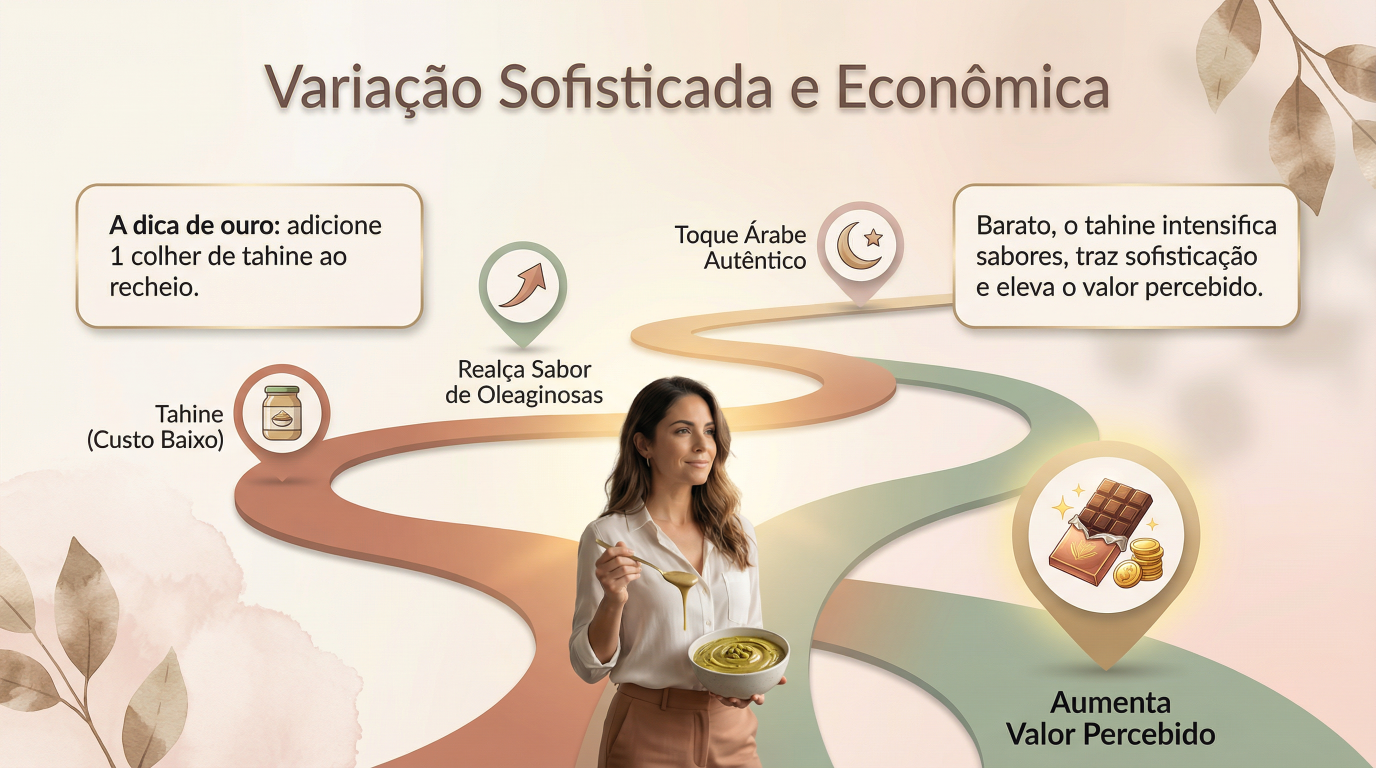 Variação Sofisticada e Econômica
A dica de ouro: adicione
1 colher de tahine ao
recheio.
Tahine
(Custo Baixo)
Realça Sabor
de Oleaginosas
Toque Árabe
Autêntico
Barato, o tahine intensifica
sabores, traz sofisticação
e eleva o valor percebido.
Aumenta
Valor Percebido